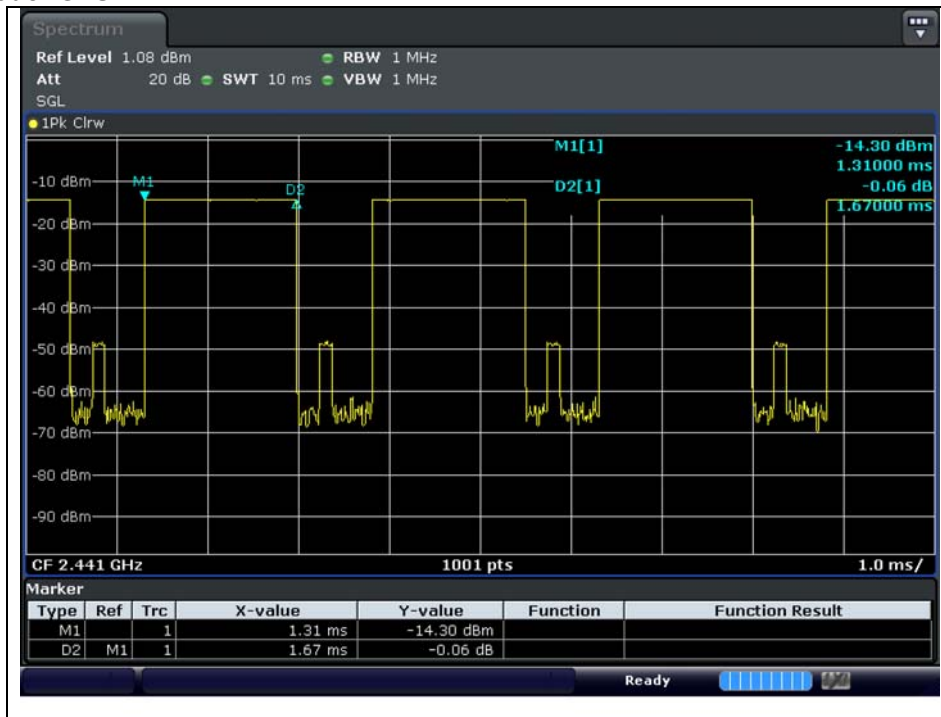 Spectrum
Ref Level 1.08 dBm RBW 1 MHz
Att 20 dB SWT 10 ms VBW 1 MHz
SGL
1Pk Clrw
M1[1] -14.30 dBm
1.31000 ms
D2[1] -0.06 dB
1.67000 ms
M1
D2
-10 dBm
-20 dBm
-30 dBm
-40 dBm
-50 dBm
-60 dBm
-70 dBm
-80 dBm
-90 dBm
CF 2.441 GHz 1001 pts 1.0 ms/
Marker
Type Ref Trc X-value Y-value Function Function Result
M1 1 1.31 ms -14.30 dBm
D2 M1 1 1.67 ms -0.06 dB
Ready